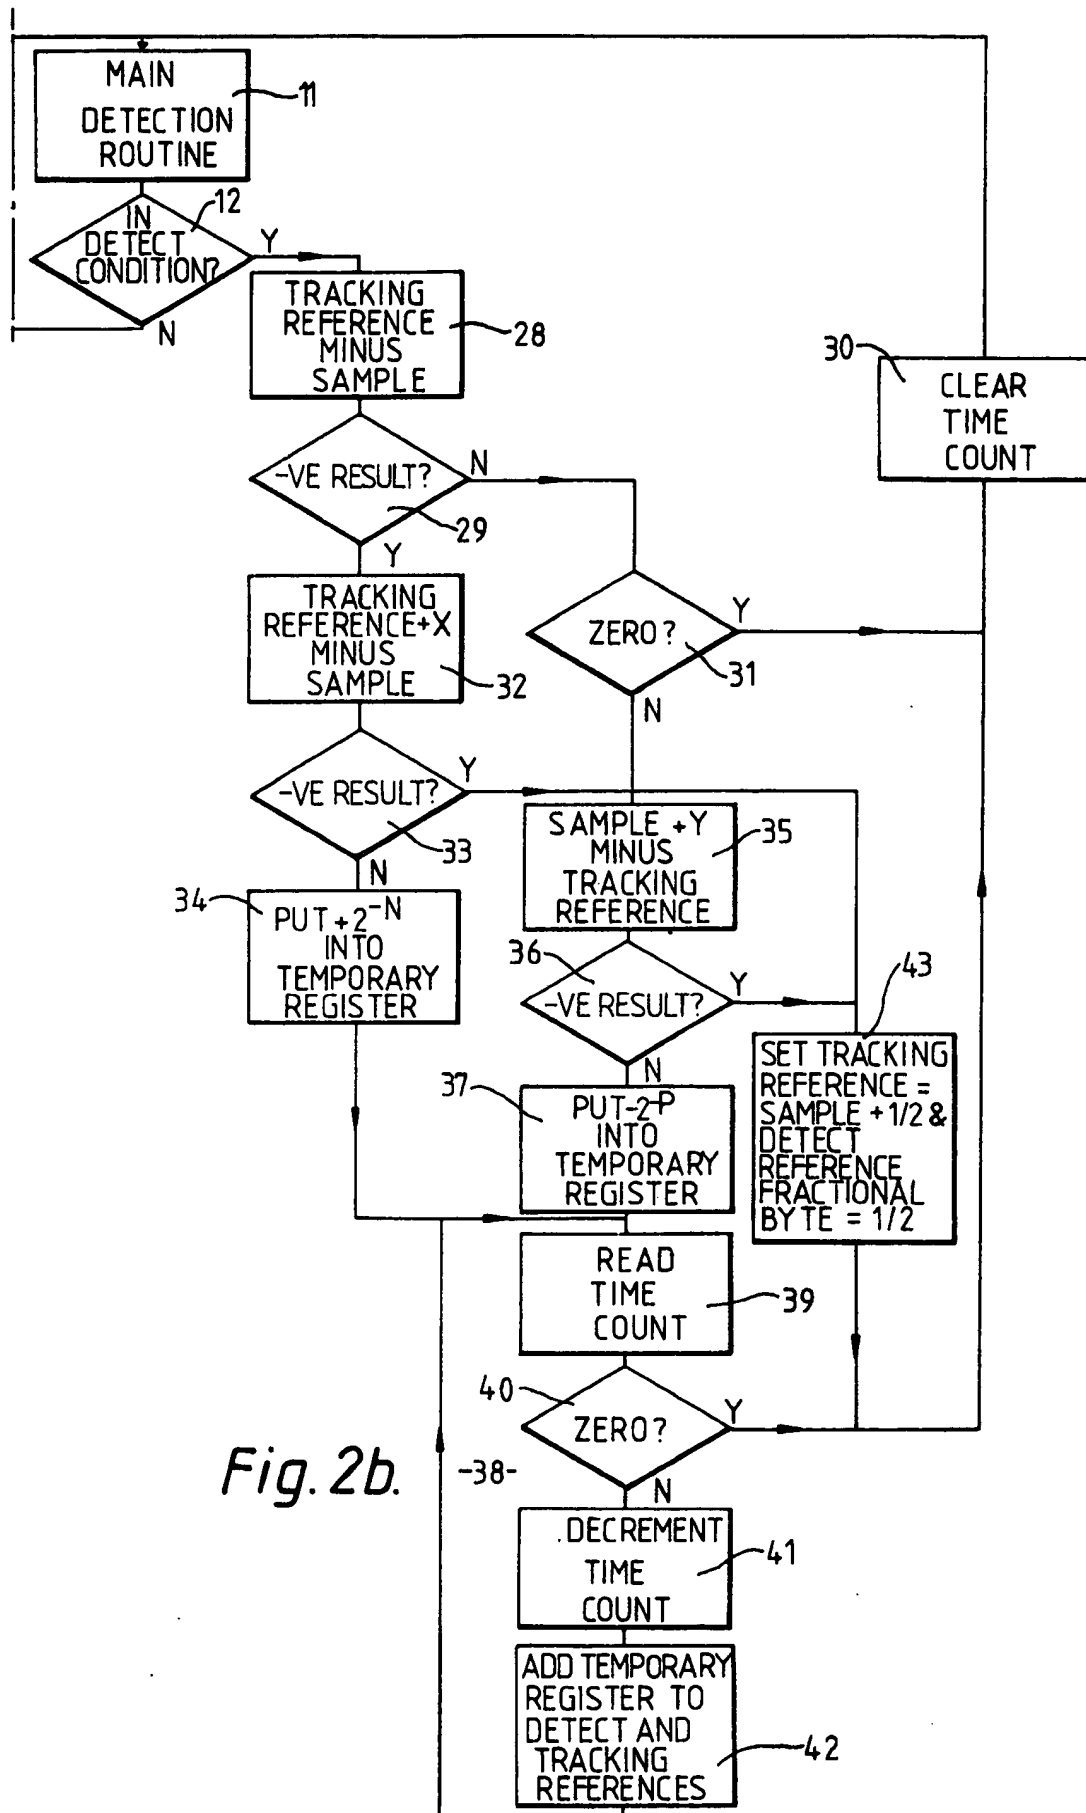 MAIN
DETECTION
ROUTINE
11
IN
DETECT
CONDITION?
12
Y
N
TRACKING
REFERENCE
MINUS
SAMPLE
28
-VE RESULT?
N
29
Y
30
CLEAR
TIME
COUNT
TRACKING
REFERENCE+X
MINUS
SAMPLE
32
ZERO?
Y
31
N
-VE RESULT?
Y
33
N
34
PUT+2^-N
INTO
TEMPORARY
REGISTER
SAMPLE +Y
MINUS
TRACKING
REFERENCE
35
36
-VE RESULT?
Y
N
37
PUT-2^-P
INTO
TEMPORARY
REGISTER
43
SET TRACKING
REFERENCE =
SAMPLE +1/2 &
DETECT
REFERENCE
FRACTIONAL
BYTE = 1/2
READ
TIME
COUNT
39
40
ZERO?
Y
N
Fig. 2b.
-38-
DECREMENT
TIME
COUNT
41
ADD TEMPORARY
REGISTER TO
DETECT AND
TRACKING
REFERENCES
42